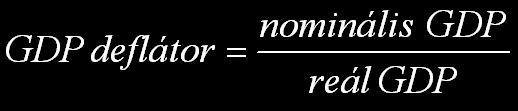 GDP deflátor = nominális GDP
reál GDP